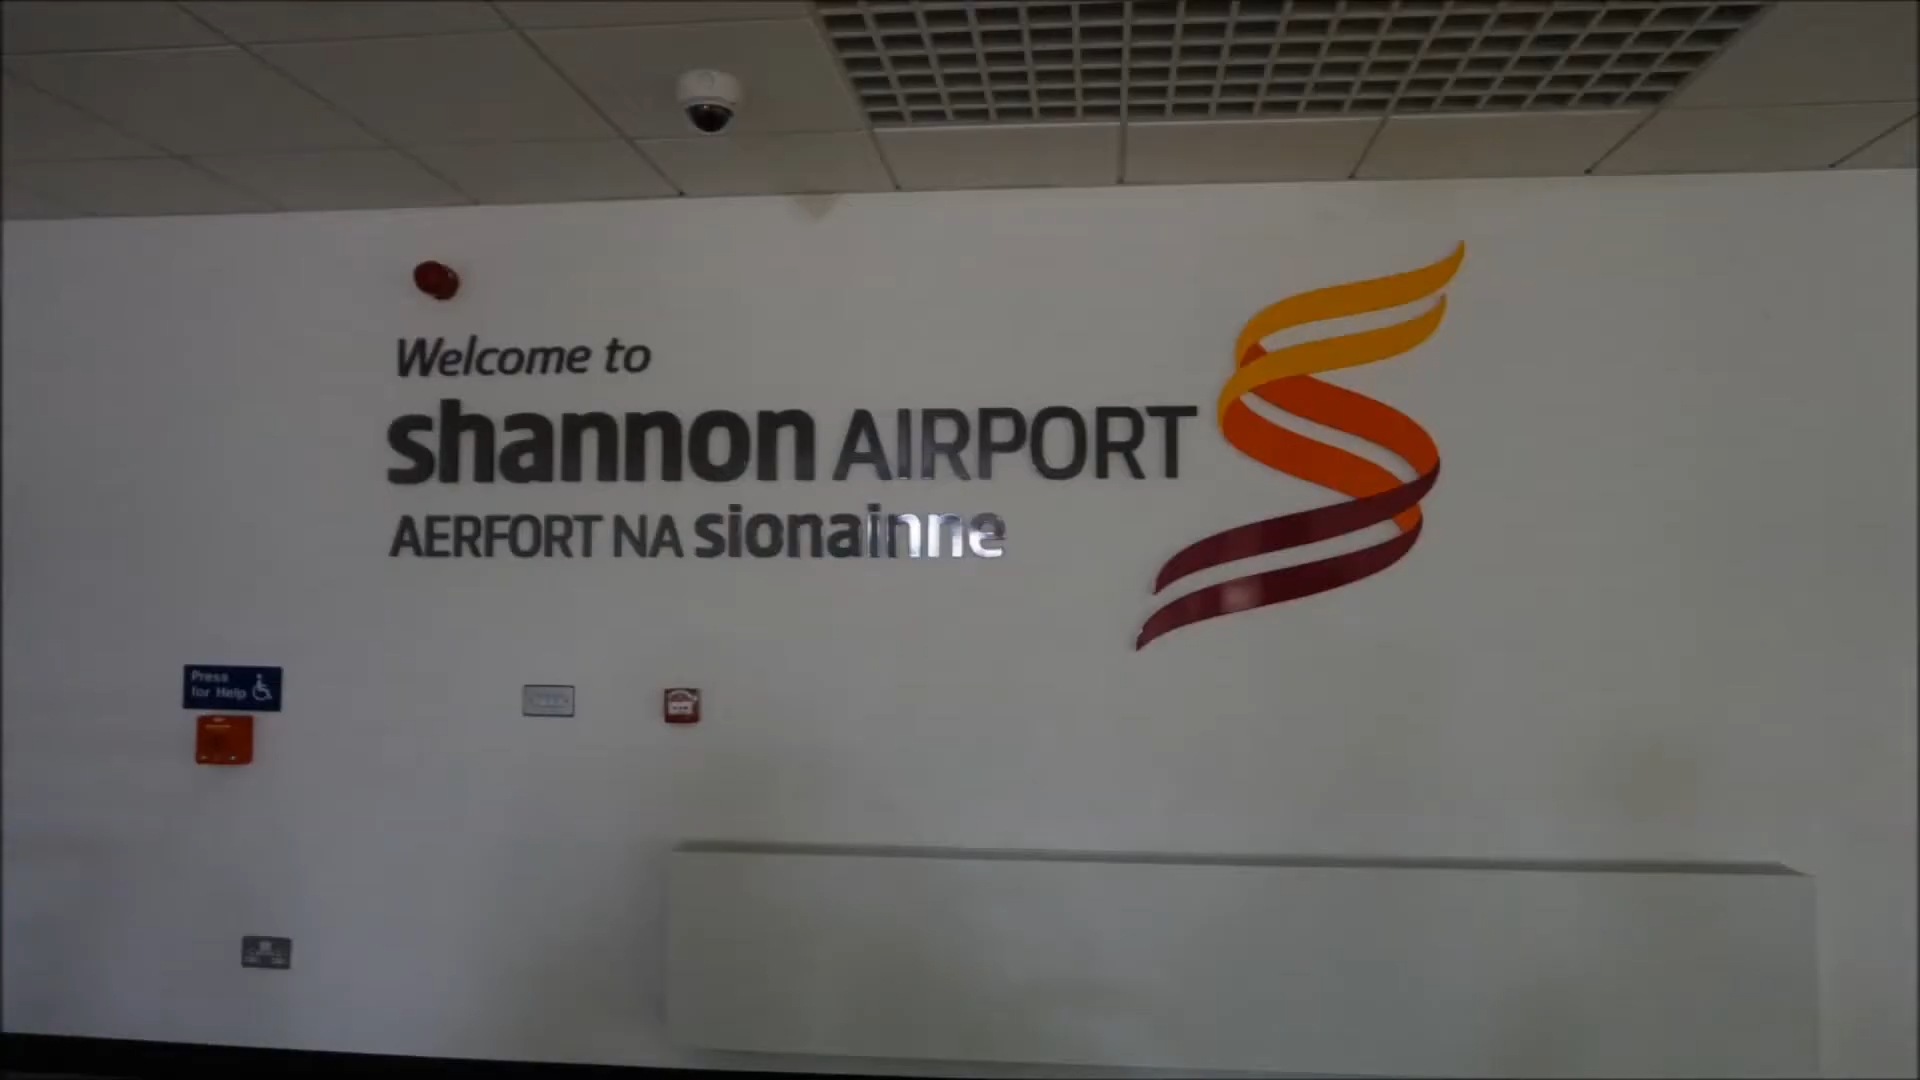 Welcome to
shannon AIRPORT
AERFORT NA sionainne
Press
for Help